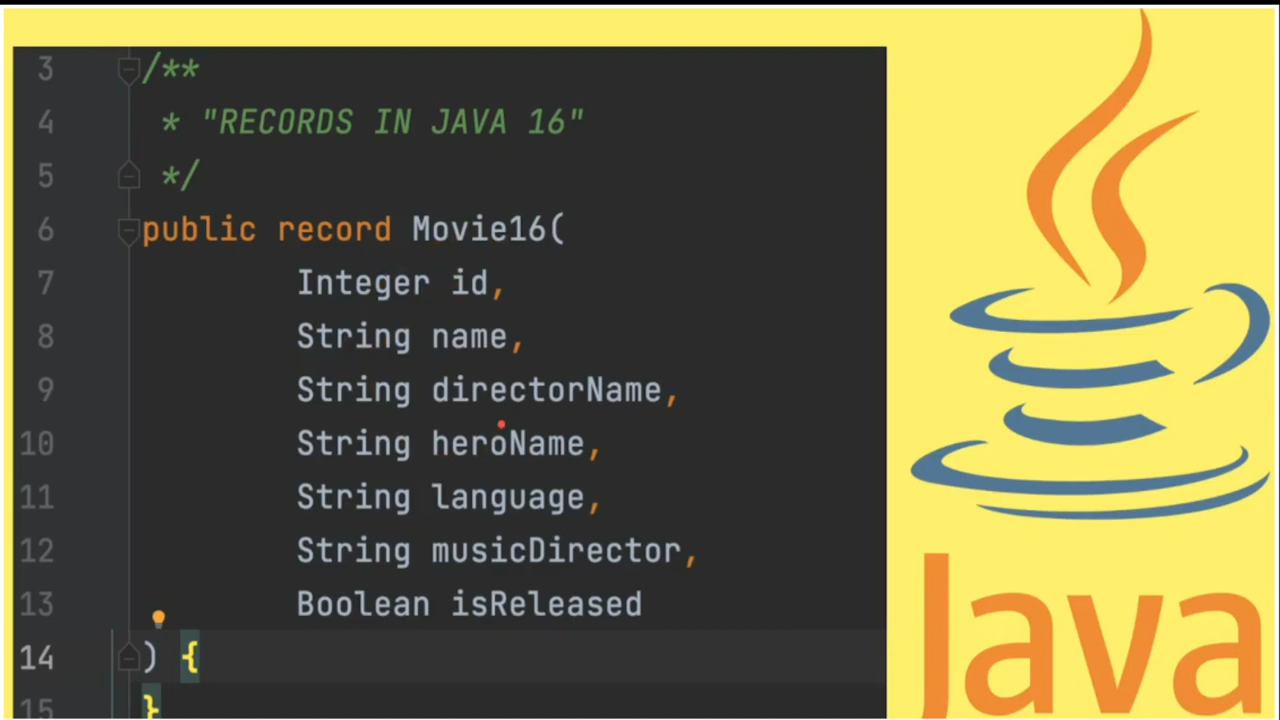 3 /**
4 * "RECORDS IN JAVA 16"
5 */
6 public record Movie16(
7 Integer id,
8 String name,
9 String directorName,
10 String heroName,
11 String language,
12 String musicDirector,
13 Boolean isReleased
14 ) {
15 }
Java